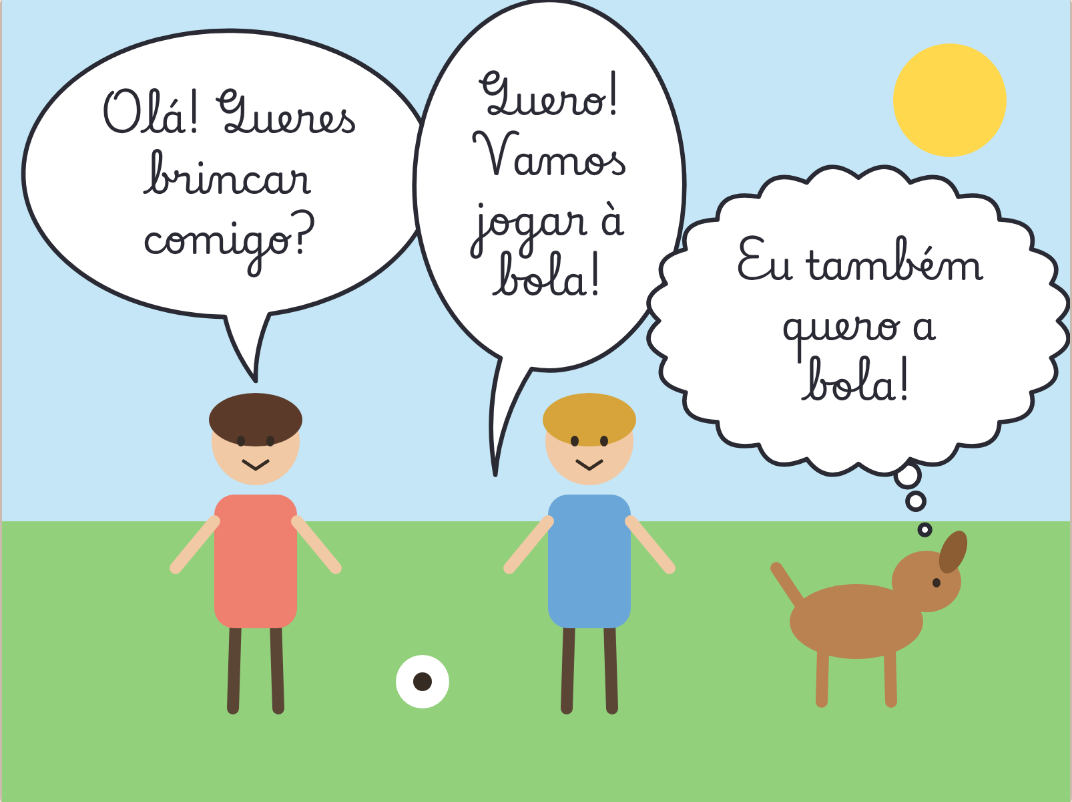 Olá! Queres
brincar
comigo?
Quero!
Vamos
jogar à
bola!
Eu também
quero a
bola!